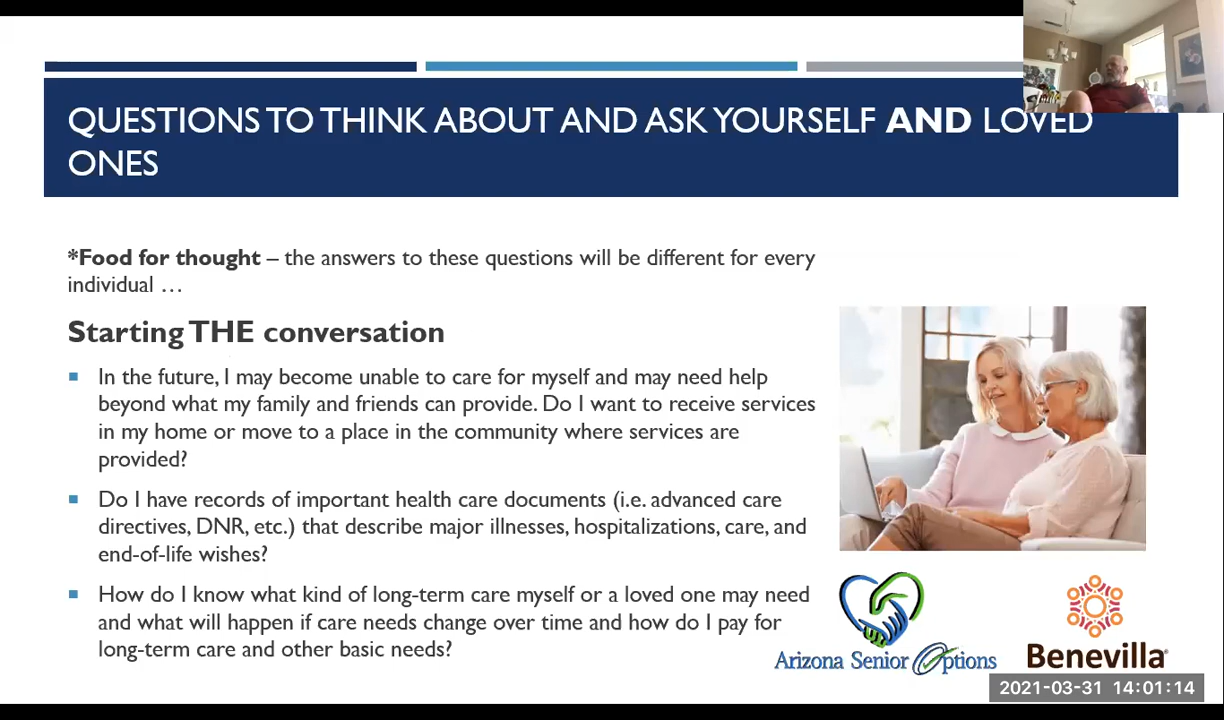 QUESTIONS TO THINK ABOUT AND ASK YOURSELF AND LOVED
ONES
*Food for thought – the answers to these questions will be different for every
individual …
Starting THE conversation
In the future, I may become unable to care for myself and may need help
beyond what my family and friends can provide. Do I want to receive services
in my home or move to a place in the community where services are
provided?
Do I have records of important health care documents (i.e. advanced care
directives, DNR, etc.) that describe major illnesses, hospitalizations, care, and
end-of-life wishes?
How do I know what kind of long-term care myself or a loved one may need
and what will happen if care needs change over time and how do I pay for
long-term care and other basic needs?
Arizona Senior Options
Benevilla
2021-03-31 14:01:14